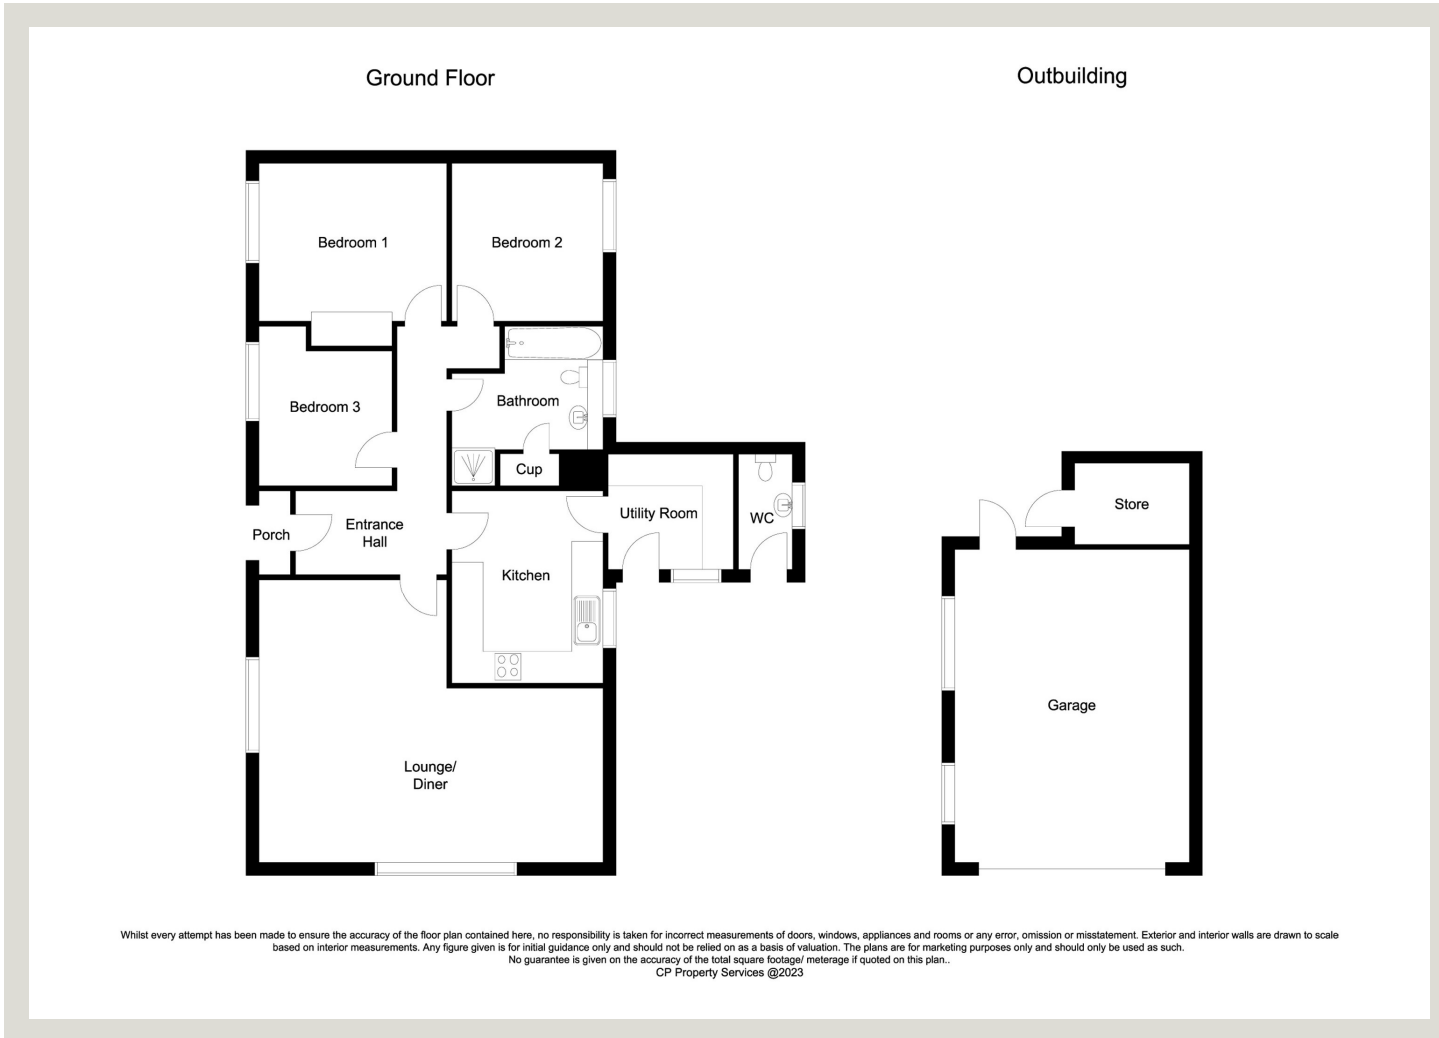 Ground Floor
Outbuilding
Bedroom 1
Bedroom 2
Bedroom 3
Bathroom
Cup
Store
Utility Room
WC
Porch
Entrance
Hall
Kitchen
Garage
Lounge/
Diner
Whilst every attempt has been made to ensure the accuracy of the floor plan contained here, no responsibility is taken for incorrect measurements of doors, windows, appliances and rooms or any error, omission or misstatement. Exterior and interior walls are drawn to scale
based on interior measurements. Any figure given is for initial guidance only and should not be relied on as a basis of valuation. The plans are for marketing purposes only and should only be used as such.
No guarantee is given on the accuracy of the total square footage/ meterage if quoted on this plan..
CP Property Services @2023